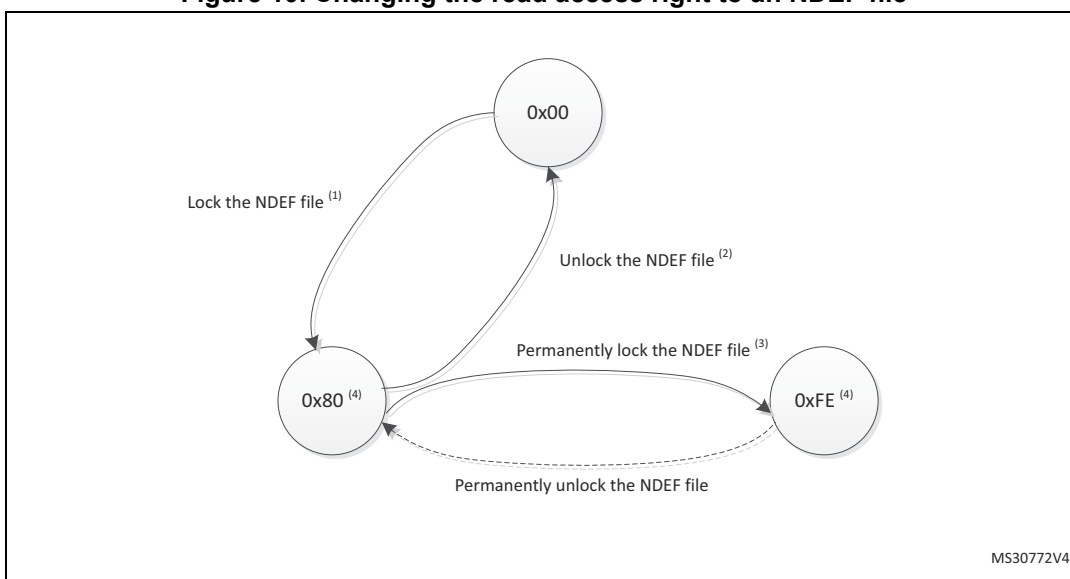 Figure Changing the read access right to an NDEF file
0x00
Lock the NDEF file (1)
Unlock the NDEF file (2)
Permanently lock the NDEF file (3)
0x80 (4)
0xFE (4)
Permanently unlock the NDEF file
MS30772V4